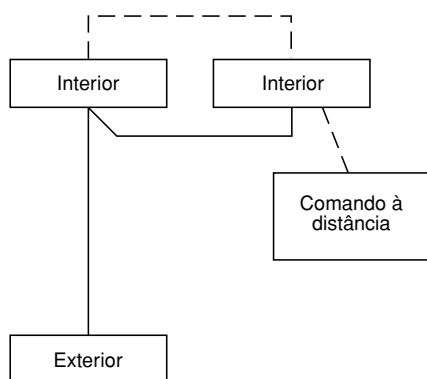 Interior
Interior
Comando à
distância
Exterior